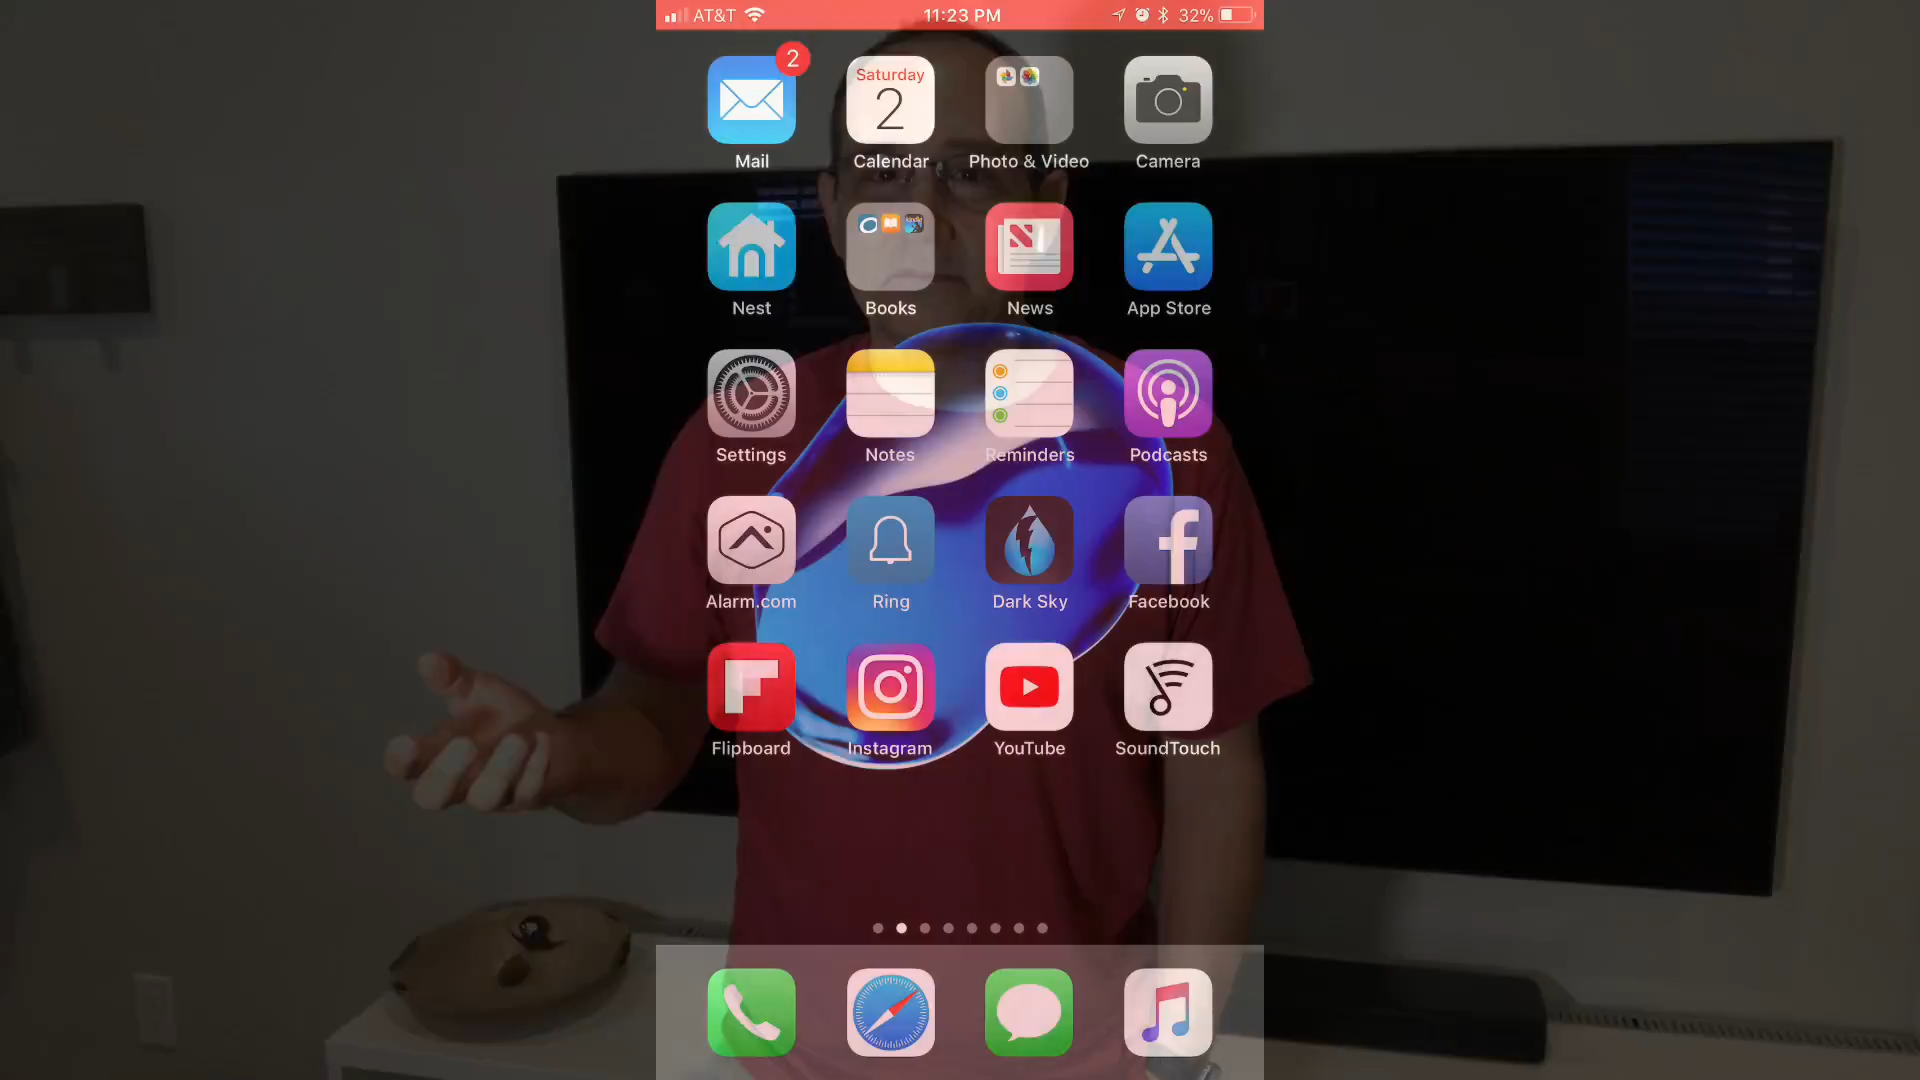 AT&T 11:23 PM 32%
2
Saturday
2
Mail Calendar Photo & Video Camera
kindle
Nest Books News App Store
Settings Notes Reminders Podcasts
Alarm.com Ring Dark Sky Facebook
Flipboard Instagram YouTube SoundTouch